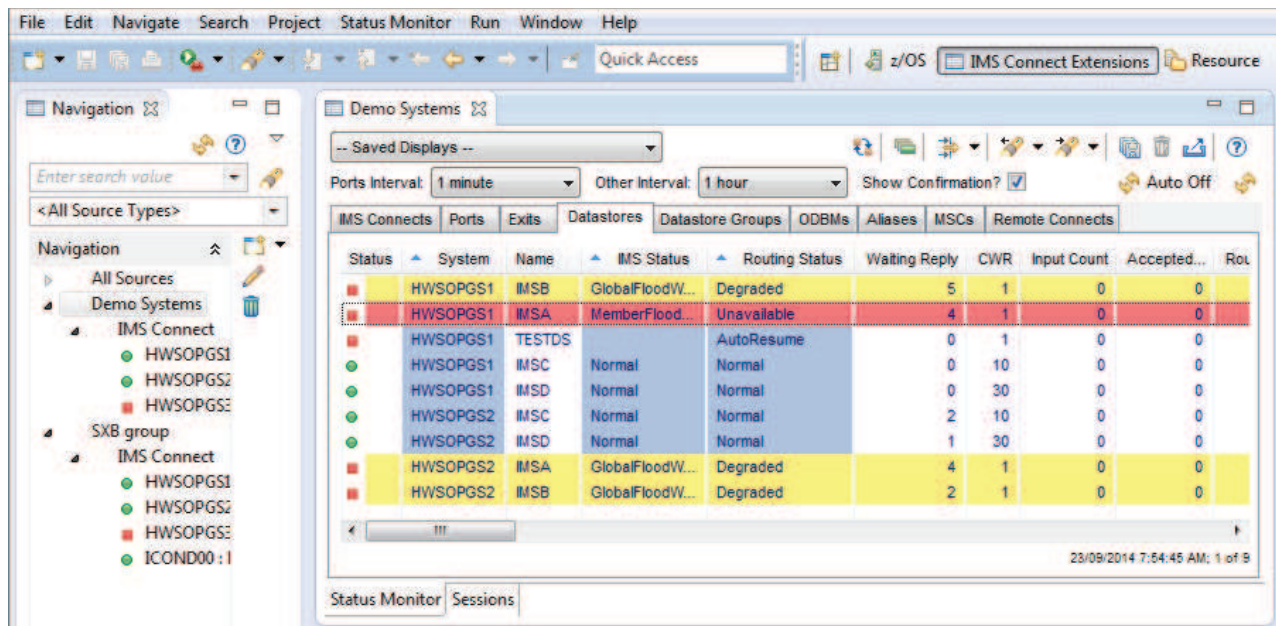 File Edit Navigate Search Project Status Monitor Run Window Help
Quick Access
z/OS IMS Connect Extensions Resource
Navigation
Enter search value
<All Source Types>
Navigation
All Sources
Demo Systems
IMS Connect
HWSOPGS1
HWSOPGS2
HWSOPGS3
SXB group
IMS Connect
HWSOPGS1
HWSOPGS2
HWSOPGS3
ICOND00 :
Demo Systems
-- Saved Displays --
Ports Interval: 1 minute Other Interval: 1 hour Show Confirmation? Auto Off
IMS Connects Ports Exits Datastores Datastore Groups ODBMs Aliases MSCs Remote Connects
Status System Name IMS Status Routing Status Waiting Reply CWR Input Count Accepted... Rou
HWSOPGS1 IMSB GlobalFloodW... Degraded 5 1 0 0
HWSOPGS1 IMSA MemberFlood... Unavailable 4 1 0 0
HWSOPGS1 TESTDS AutoResume 0 1 0 0
HWSOPGS1 IMSC Normal Normal 0 10 0 0
HWSOPGS1 IMSD Normal Normal 0 30 0 0
HWSOPGS2 IMSC Normal Normal 2 10 0 0
HWSOPGS2 IMSD Normal Normal 1 30 0 0
HWSOPGS2 IMSA GlobalFloodW... Degraded 4 1 0 0
HWSOPGS2 IMSB GlobalFloodW... Degraded 2 1 0 0
23/09/2014 7:54:45 AM; 1 of 9
Status Monitor Sessions